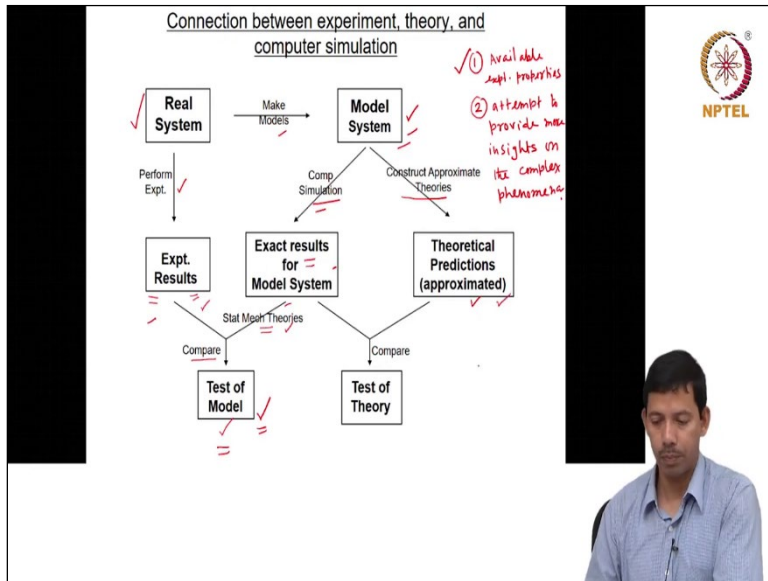 Connection between experiment, theory, and
computer simulation
✓① Available
expl. properties
② attempt to
provide more
insights on
the complex
phenomena.
®
NPTEL
Real
System
Make
Models
Model
System
Perform
Expt.
Comp
Simulation
Construct Approximate
Theories
Expt.
Results
Exact results
for
Model System
Theoretical
Predictions
(approximated)
Stat Mech Theories
Compare
Compare
Test of
Model
Test of
Theory